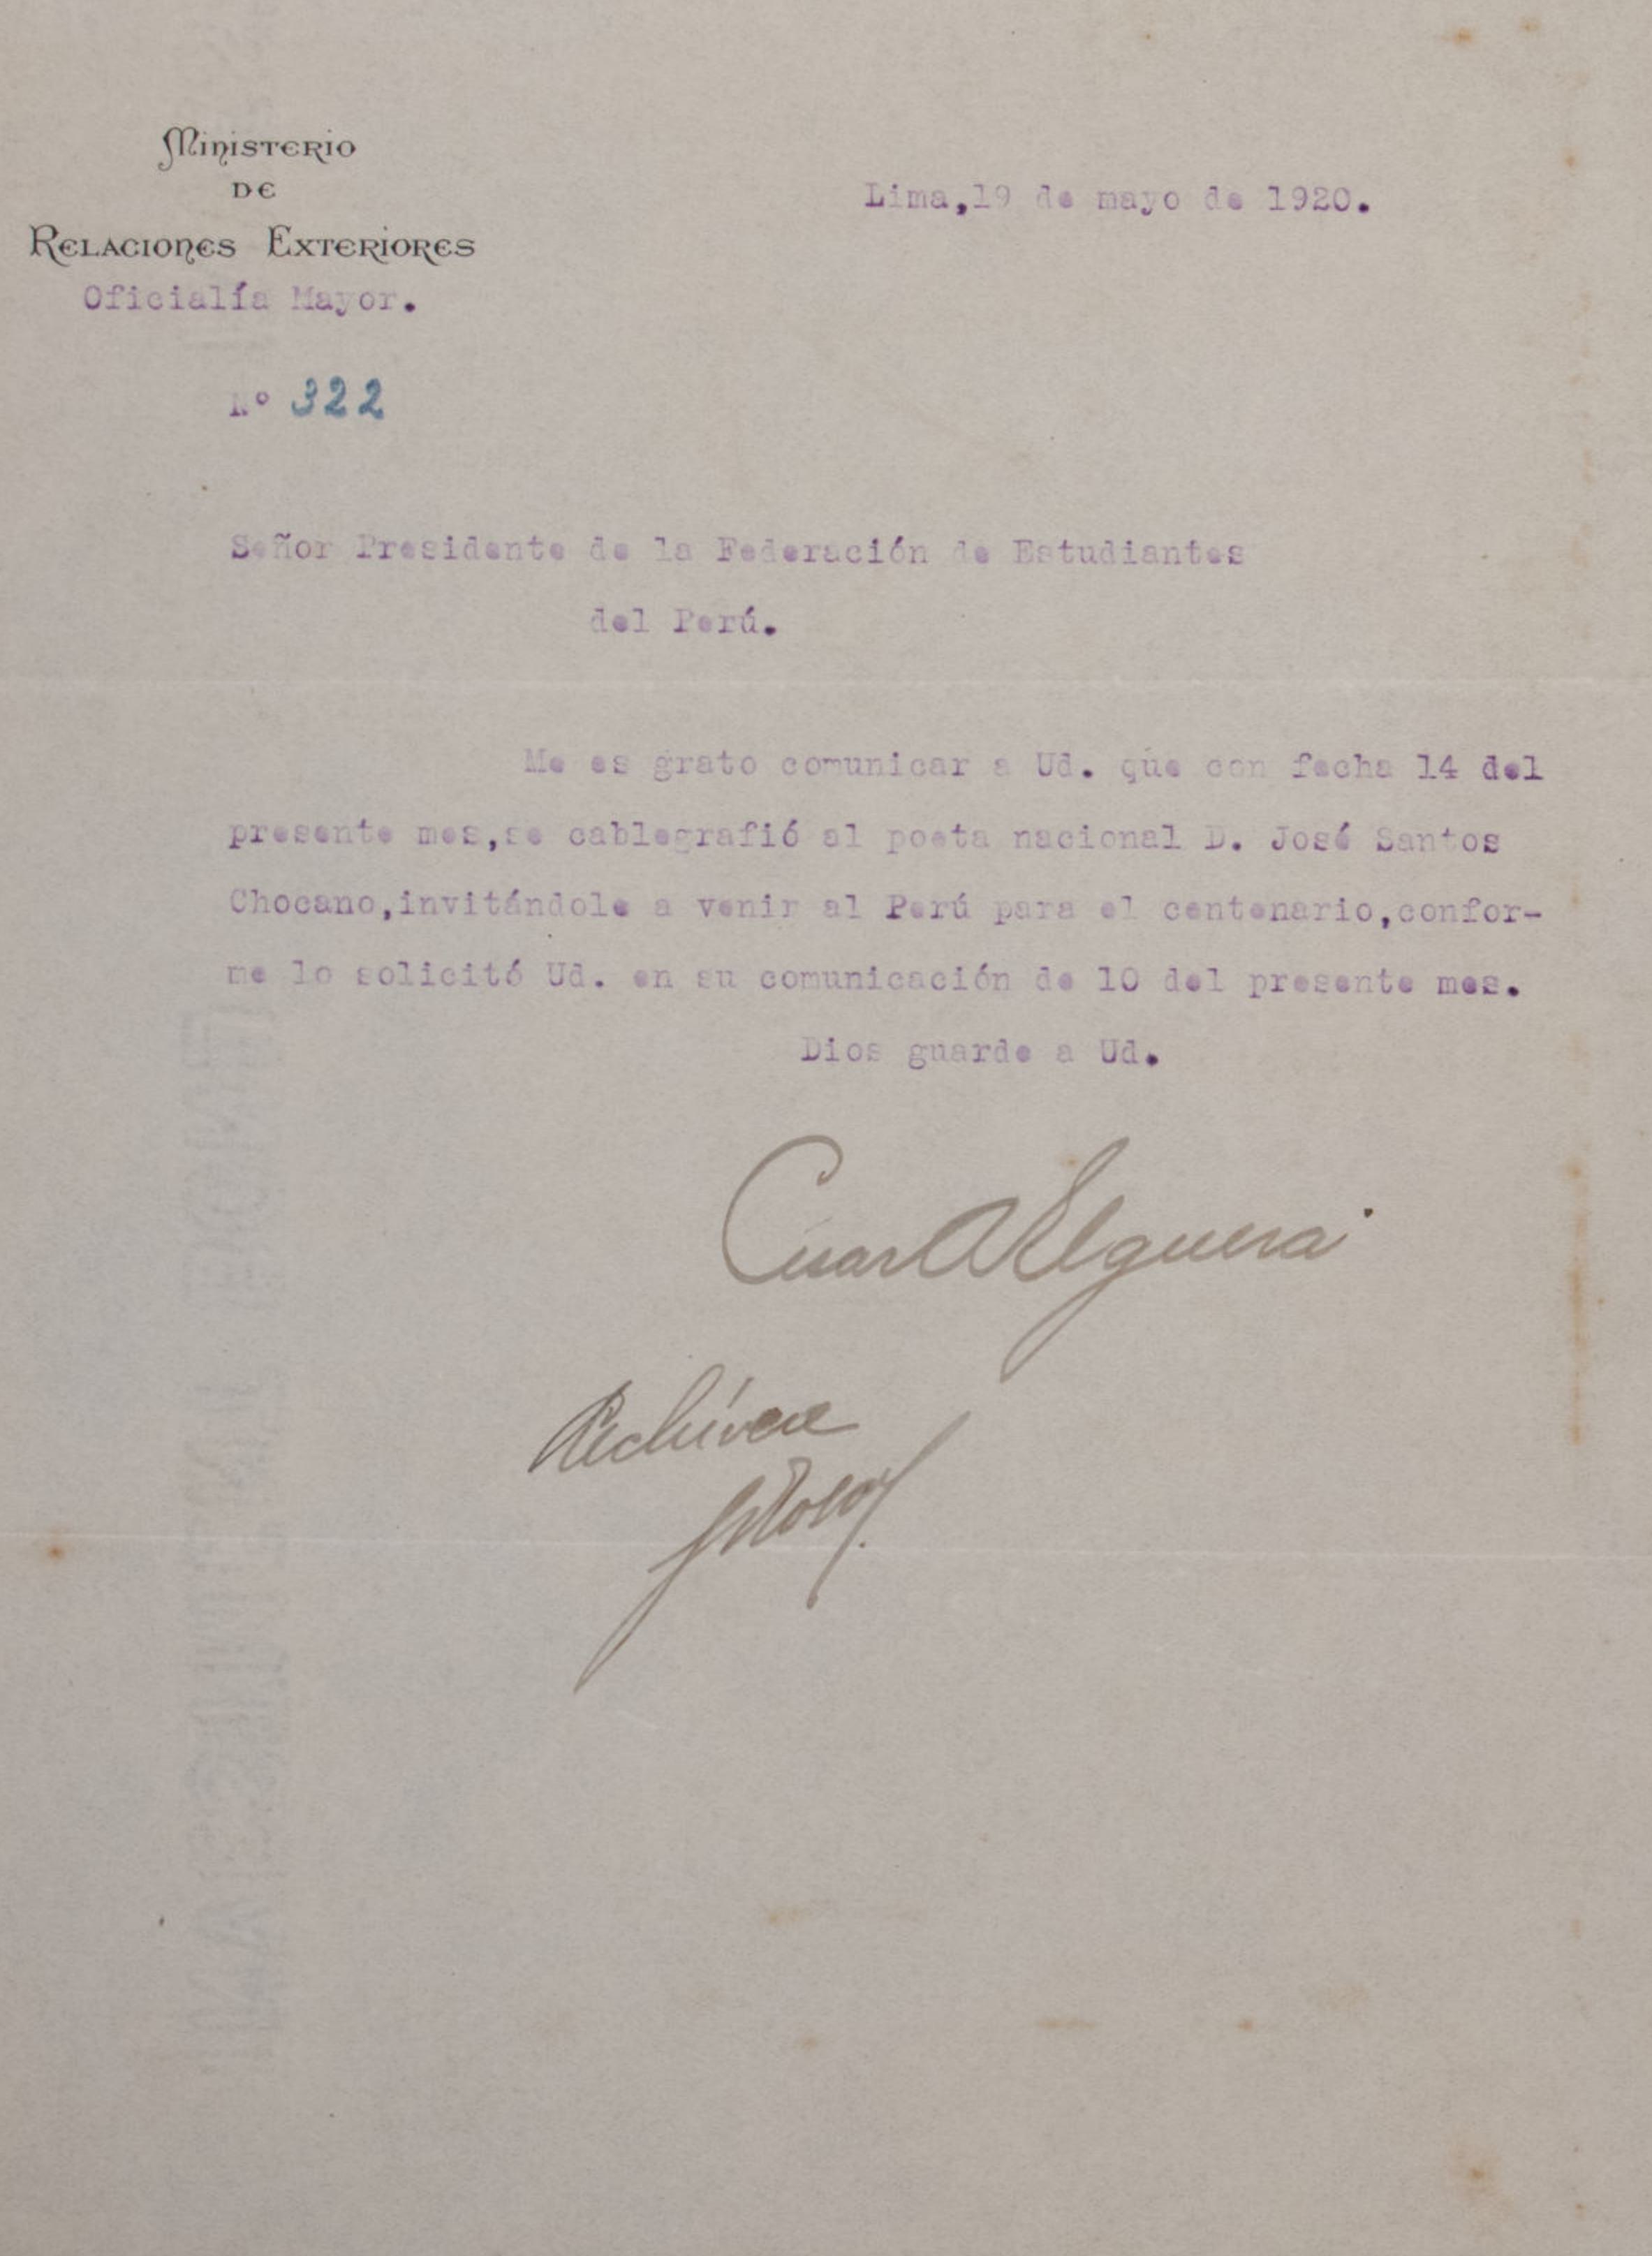 Ministerio
DE
Relaciones Exteriores
Oficialía Mayor.
Lima,19 de mayo de 1920.
N° 322
Señor Presidente de la Federación de Estudiantes
del Perú.
Me es grato comunicar a Ud. que con fecha 14 del
presente mes,se cablegrafió al poeta nacional D. José Santos
Chocano,invitándole a venir al Perú para el centenario,confor-
me lo solicitó Ud. en su comunicación de 10 del presente mes.
Dios guarde a Ud.
Cesar A Elguera
Archívese